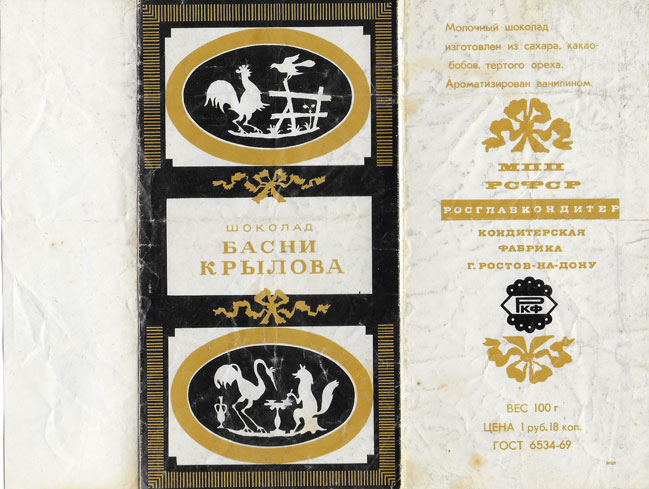 ШОКОЛАД
БАСНИ
КРЫЛОВА
Молочный шоколад
изготовлен из сахара, какао-
бобов, тертого ореха.
Ароматизирован ванилином.
МПП
РСФСР
РОСГЛАВКОНДИТЕР
КОНДИТЕРСКАЯ
ФАБРИКА
Г. РОСТОВ-НА-ДОНУ
РКФ
ВЕС 100 г
ЦЕНА 1 руб. 18 коп.
ГОСТ 6534-69